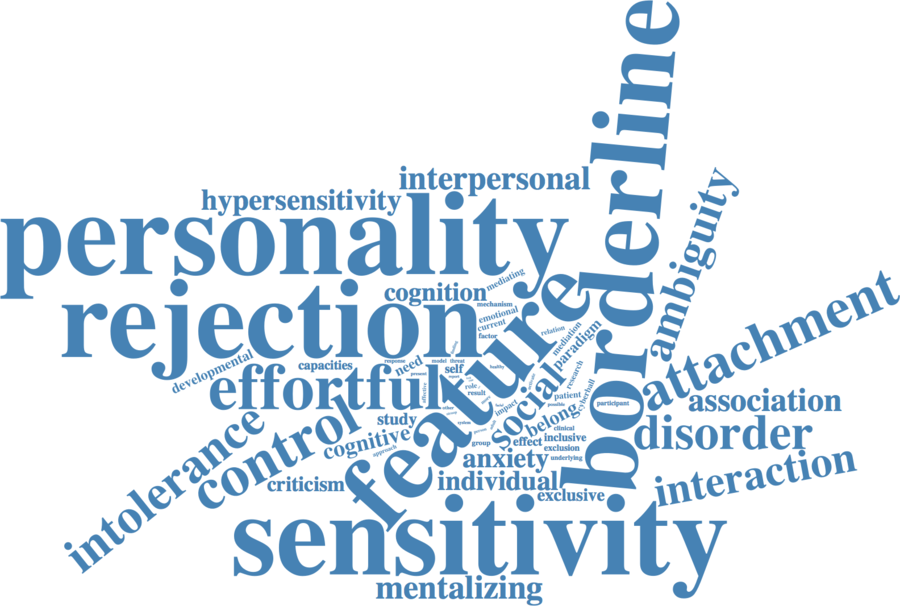 borderline
interpersonal
hypersensitivity
personality
ambiguity
mediating
cognition
rejection
mechanism
emotional
current
factor
feature
relation
mediation
paradigm
attachment
developmental
capacities
response
need
model
threat
self
healthy
present
effortful
role
result
social
research
cyberball
patient
possible
participant
association
impact
belong
study
control
cognitive
approach
intolerance
system
clinical
disorder
group
effect
inclusive
exclusion
underlying
anxiety
criticism
individual
exclusive
interaction
sensitivity
mentalizing